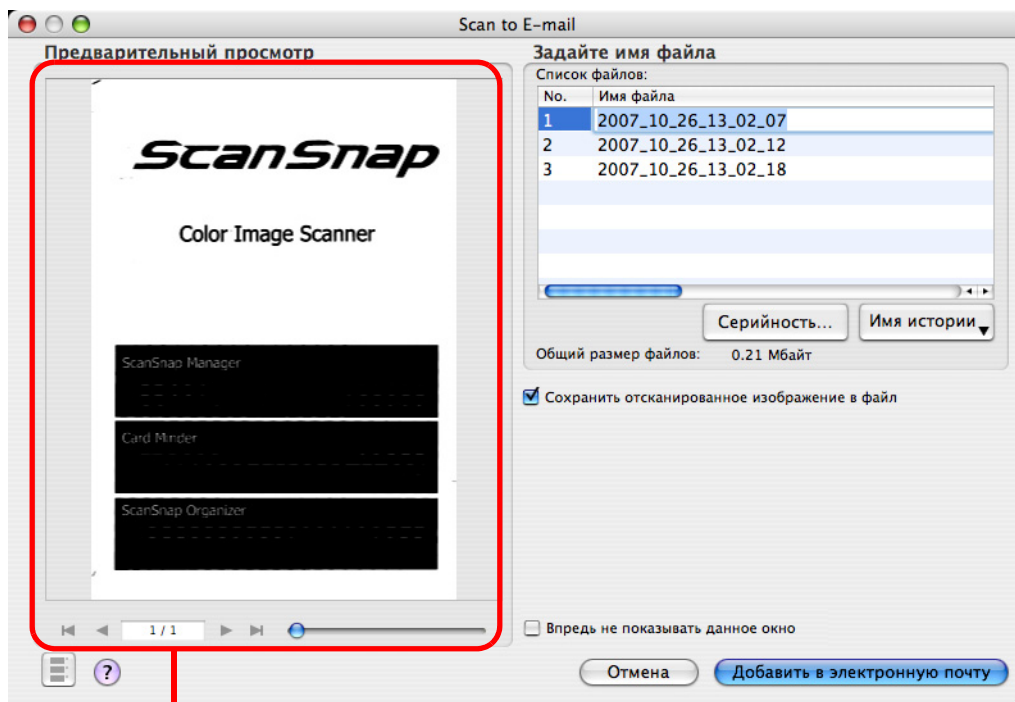 Scan to E-mail
Предварительный просмотр
ScanSnap
Color Image Scanner
ScanSnap Manager
Card Minder
ScanSnap Organizer
1 / 1
?
Задайте имя файла
Список файлов:
No. Имя файла
1 2007_10_26_13_02_07
2 2007_10_26_13_02_12
3 2007_10_26_13_02_18
Серийность... Имя истории
Общий размер файлов: 0.21 Мбайт
Сохранить отсканированное изображение в файл
Впредь не показывать данное окно
Отмена Добавить в электронную почту